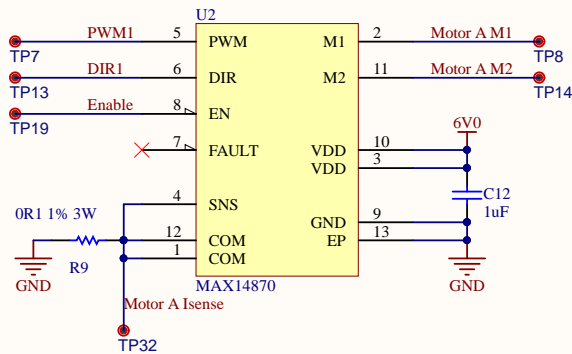 U2
PWM1 5 PWM M1 2 Motor A M1
TP7 TP8
DIR1 6 DIR M2 11 Motor A M2
TP13 TP14
Enable 8 EN
TP19 6V0
7 FAULT VDD 10
VDD 3
4 SNS C12
0R1 1% 3W 1uF
GND 9
12 COM EP 13
R9 1 COM
GND GND
MAX14870
Motor A Isense
TP32